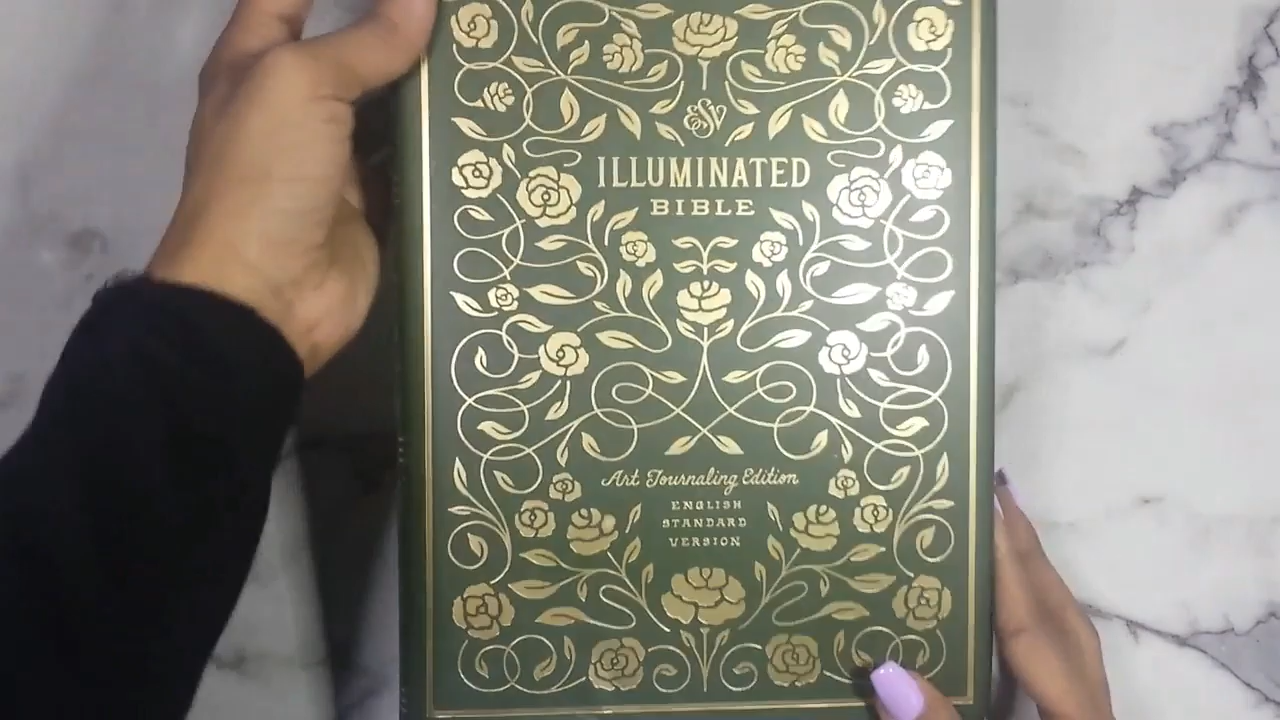 ESV
ILLUMINATED
BIBLE
Art Journaling Edition
ENGLISH
STANDARD
VERSION